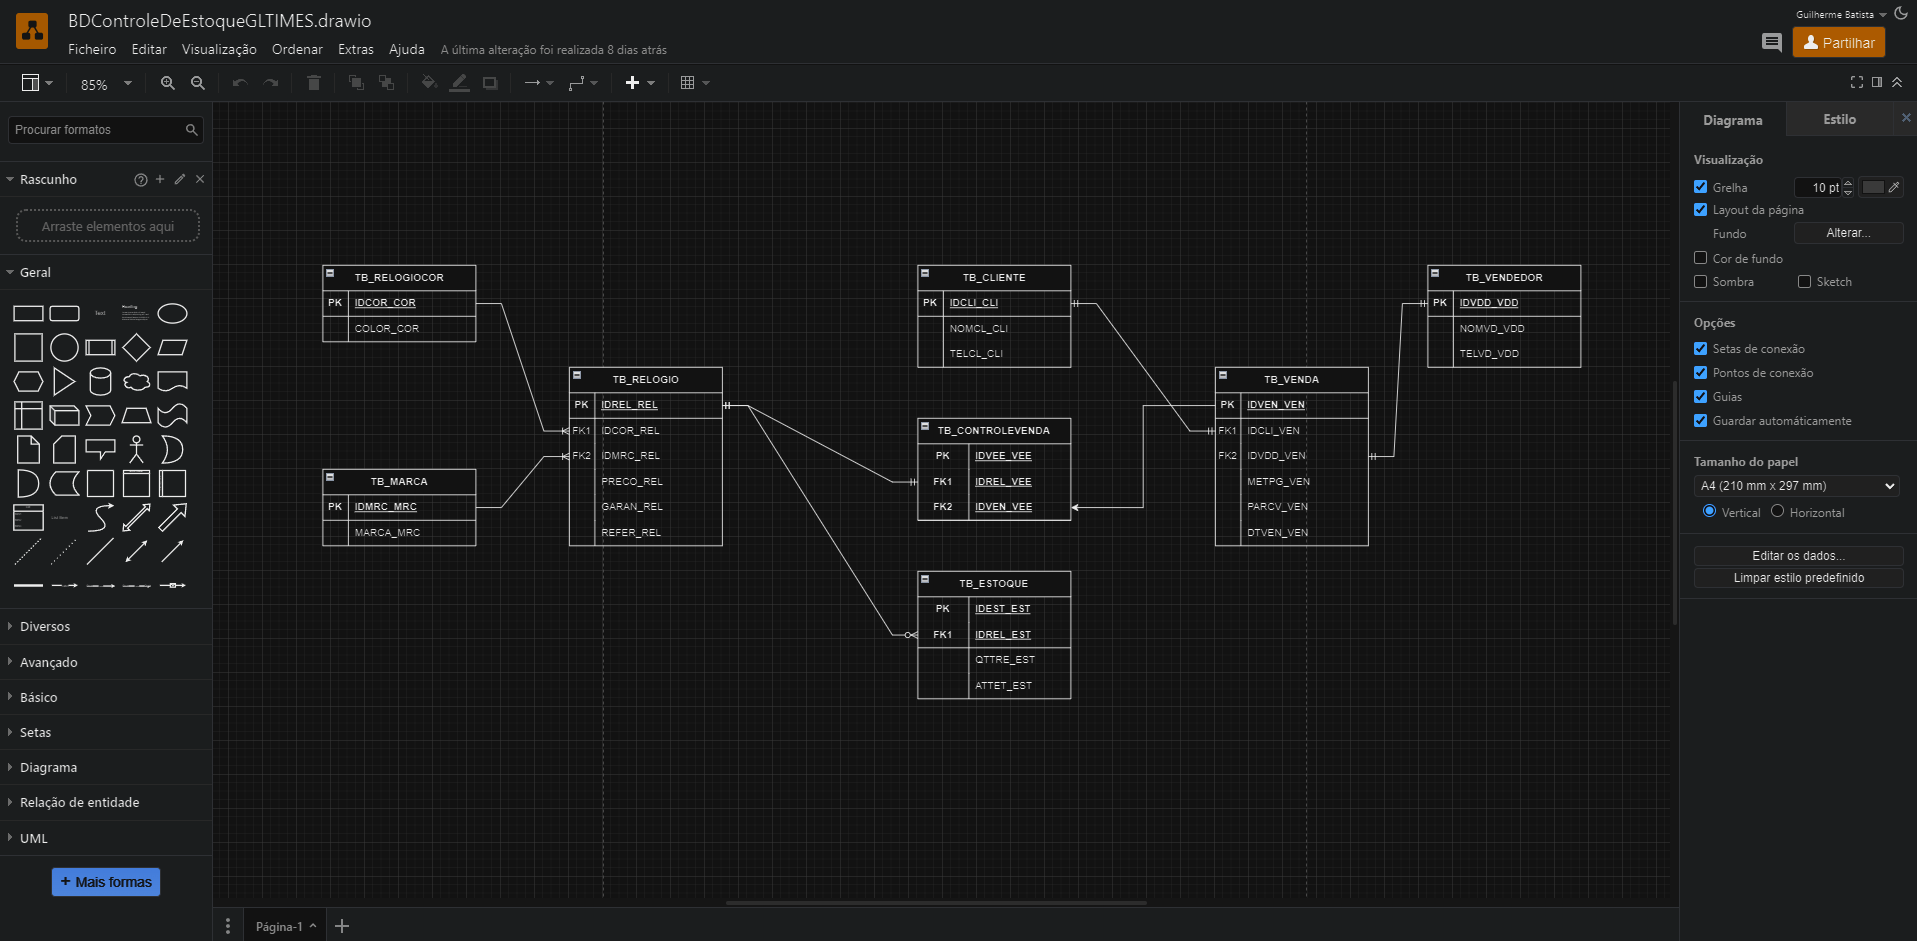 BDControleDeEstoqueGLTIMES.drawio
Guilherme Batista
Ficheiro Editar Visualização Ordenar Extras Ajuda A última alteração foi realizada 8 dias atrás
Partilhar
85%
Procurar formatos
Rascunho
Arraste elementos aqui
Geral
Text
Heading
List Item
Diversos
Avançado
Básico
Setas
Diagrama
Relação de entidade
UML
+ Mais formas
TB_RELOGIOCOR
PK IDCOR_COR
COLOR_COR
TB_MARCA
PK IDMRC_MRC
MARCA_MRC
TB_RELOGIO
PK IDREL_REL
FK1 IDCOR_REL
FK2 IDMRC_REL
PRECO_REL
GARAN_REL
REFER_REL
TB_CLIENTE
PK IDCLI_CLI
NOMCL_CLI
TELCL_CLI
TB_CONTROLEVENDA
PK IDVEE_VEE
FK1 IDREL_VEE
FK2 IDVEN_VEE
TB_ESTOQUE
PK IDEST_EST
FK1 IDREL_EST
QTTRE_EST
ATTET_EST
TB_VENDA
PK IDVEN_VEN
FK1 IDCLI_VEN
FK2 IDVDD_VEN
METPG_VEN
PARCV_VEN
DTVEN_VEN
TB_VENDEDOR
PK IDVDD_VDD
NOMVD_VDD
TELVD_VDD
Página-1
Diagrama Estilo
Visualização
Grelha 10 pt
Layout da página
Fundo Alterar...
Cor de fundo
Sombra Sketch
Opções
Setas de conexão
Pontos de conexão
Guias
Guardar automáticamente
Tamanho do papel
A4 (210 mm x 297 mm)
Vertical Horizontal
Editar os dados...
Limpar estilo predefinido